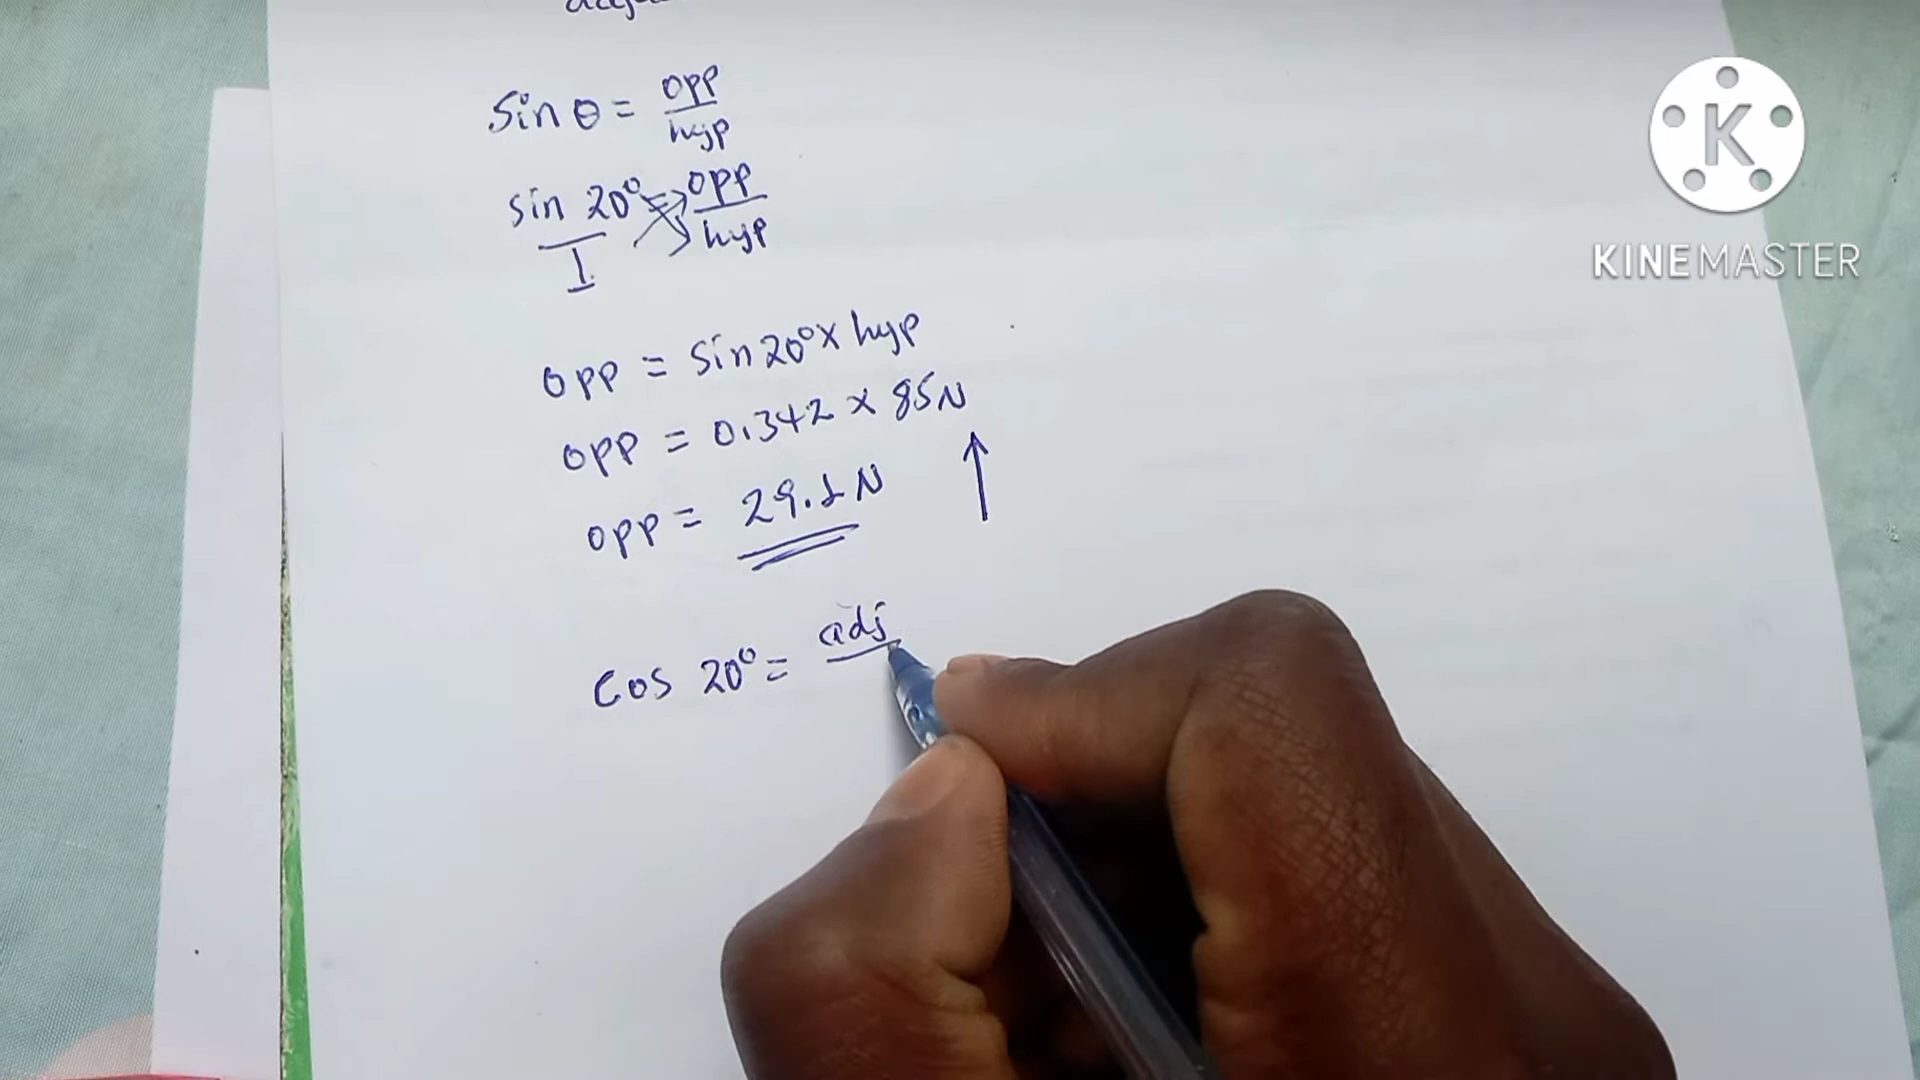 Sin θ = opp/hyp
sin 20°/1 = opp/hyp
opp = sin 20° × hyp
opp = 0.342 × 85N
opp = 29.1 N
Cos 20° = adj
K
KINEMASTER